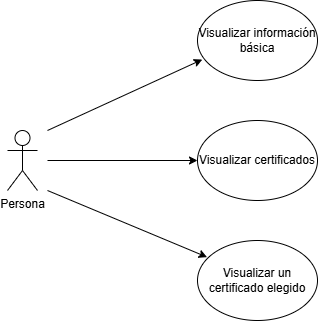 Visualizar información
básica
Visualizar certificados
Persona
Visualizar un
certificado elegido